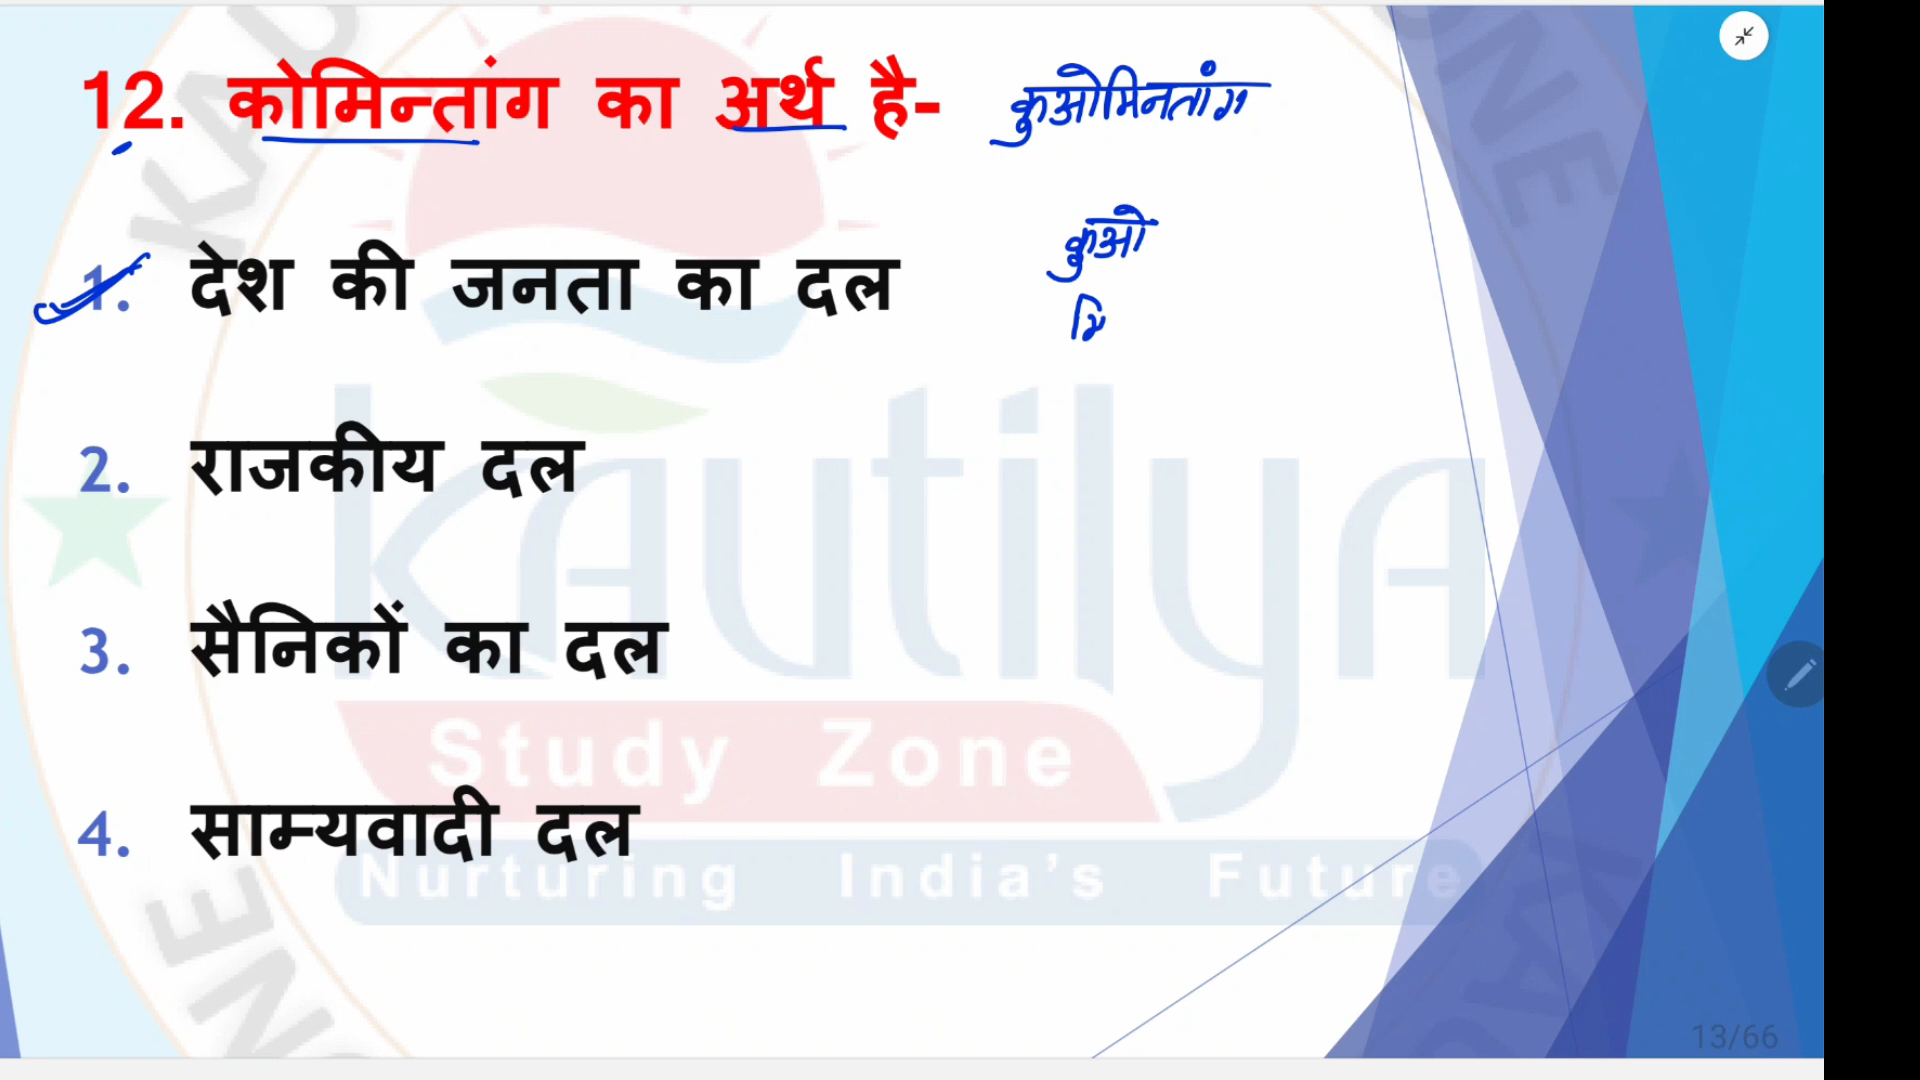 12. कोमिन्तांग का अर्थ है- कुओमिनतांग
1. देश की जनता का दल
कुओ
मि
2. राजकीय दल
3. सैनिकों का दल
4. साम्यवादी दल
KAUtilyA
Study Zone
Nurturing India's Future
13/66